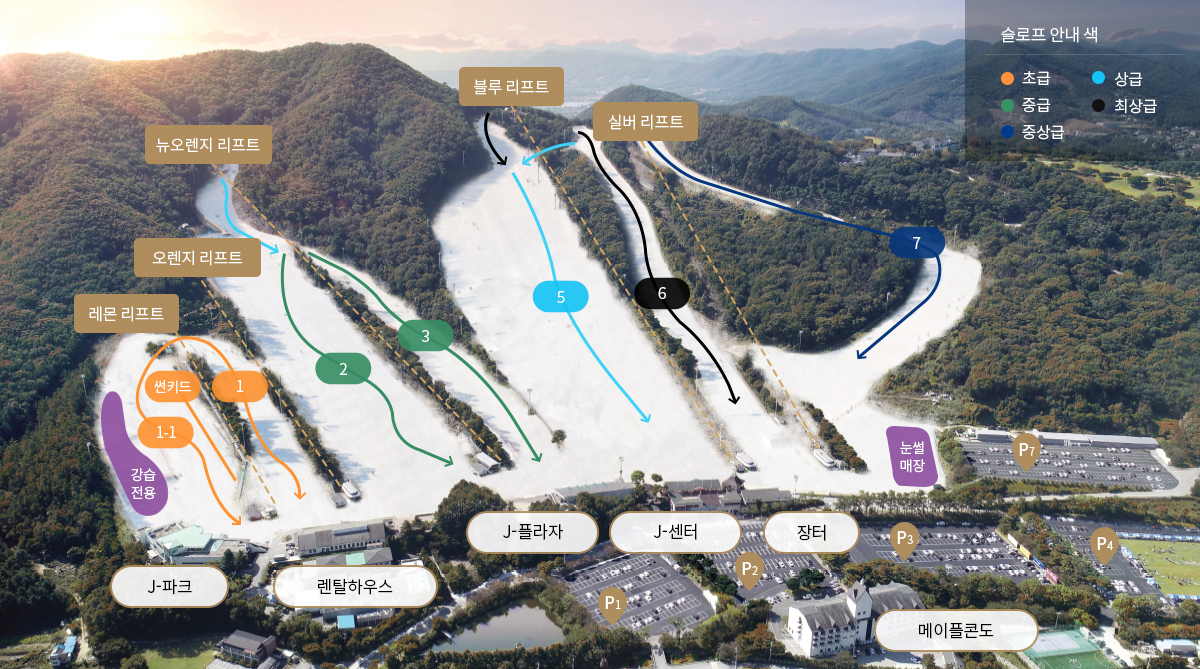 슬로프 안내 색
초급
상급
중급
최상급
중상급
블루 리프트
실버 리프트
뉴오렌지 리프트
오렌지 리프트
레몬 리프트
7
5
6
3
2
썬키드
1
1-1
강습
전용
눈썰
매장
P7
J-플라자
J-센터
장터
P3
P4
P2
P1
J-파크
렌탈하우스
메이플콘도